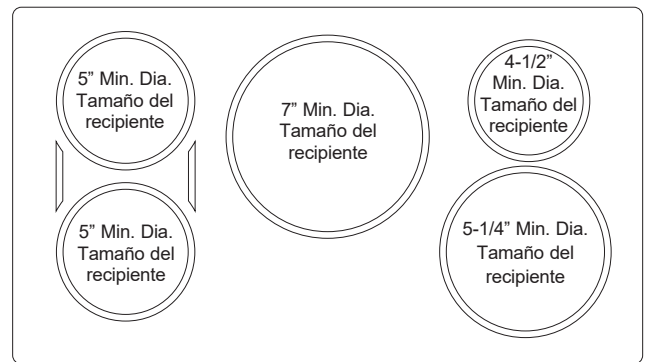 5” Min. Dia.
Tamaño del
recipiente
5” Min. Dia.
Tamaño del
recipiente
7” Min. Dia.
Tamaño del
recipiente
4-1/2”
Min. Dia.
Tamaño del
recipiente
5-1/4” Min. Dia.
Tamaño del
recipiente